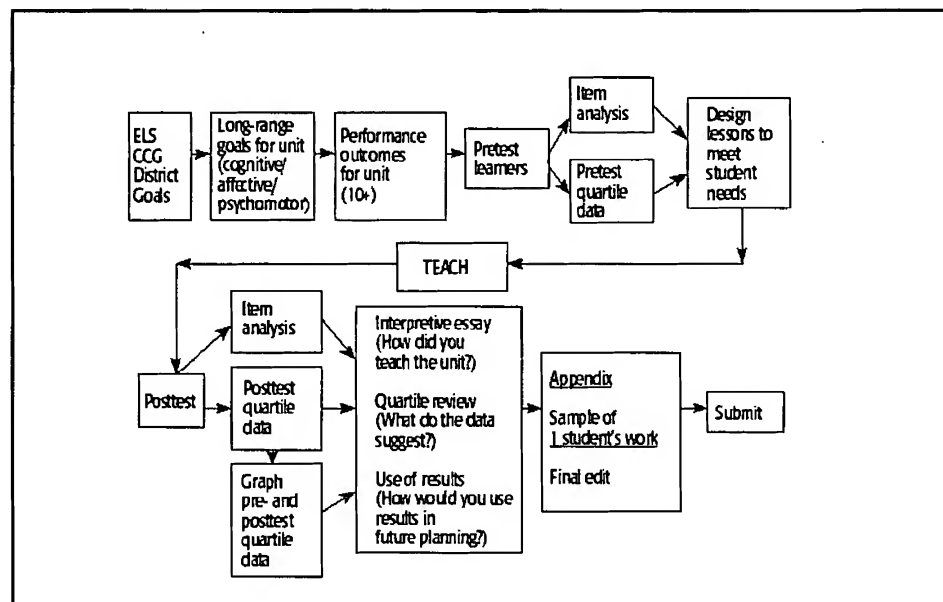 ELS
CCG
District
Goals
Long-range
goals for unit
(cognitive/
affective/
psychomotor)
Performance
outcomes
for unit
(10+)
Pretest
learners
Item
analysis
Pretest
quartile
data
Design
lessons to
meet
student
needs
TEACH
Posttest
Item
analysis
Posttest
quartile
data
Graph
pre- and
posttest
quartile
data
Interpretive essay
(How did you
teach the unit?)
Quartile review
(What do the data
suggest?)
Use of results
(How would you use
results in
future planning?)
Appendix
Sample of
1 student's work
Final edit
Submit